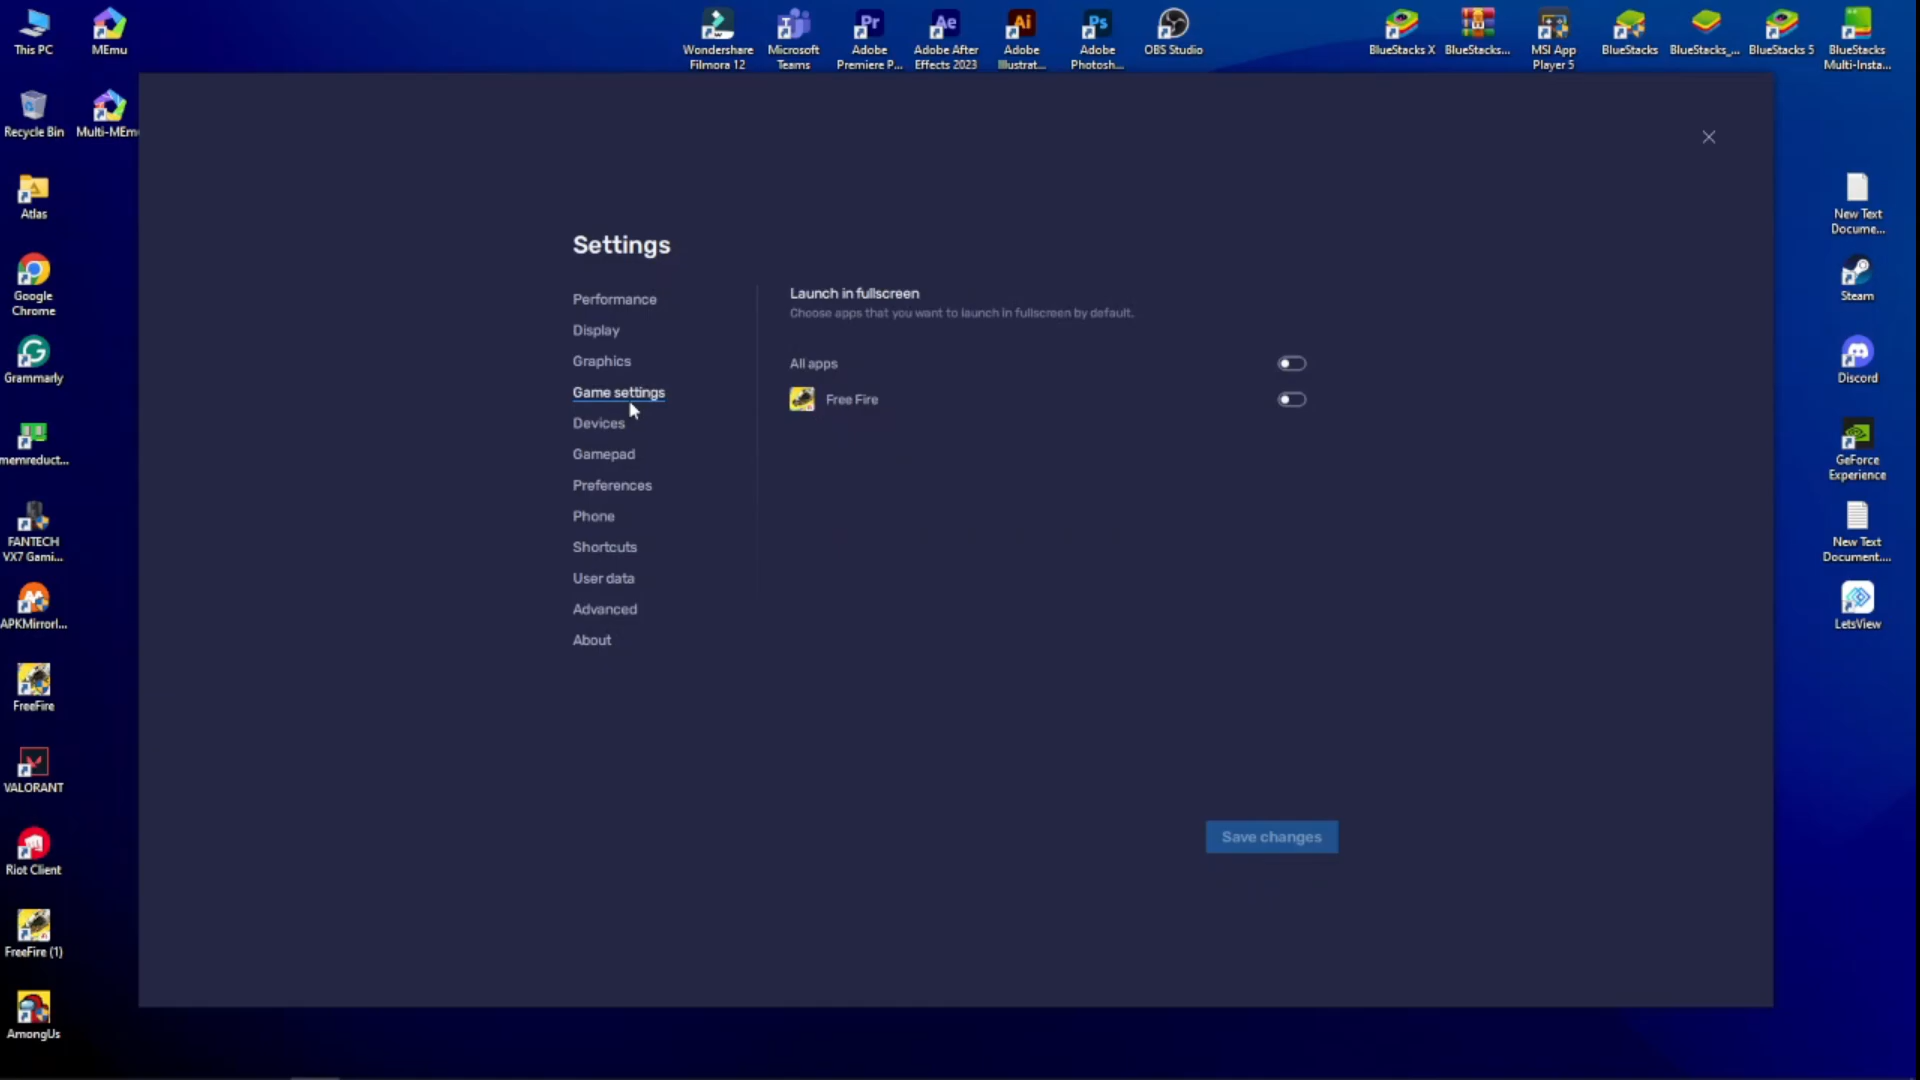 This PC
MEmu
Wondershare
Filmora 12
Microsoft
Teams
Adobe
Premiere P...
Adobe After
Effects 2023
Adobe
Illustrat...
Adobe
Photosh...
OBS Studio
BlueStacks X
BlueStacks...
MSI App
Player 5
BlueStacks
BlueStacks_...
BlueStacks 5
BlueStacks
Multi-Insta...
Pr
Ae
Ai
Ps
Recycle Bin
Multi-MEm
Atlas
Google
Chrome
Grammarly
memreduct...
FANTECH
VX7 Gami...
APKMirrorI...
FreeFire
VALORANT
Riot Client
FreeFire (1)
AmongUs
Settings
Performance
Display
Graphics
Game settings
Devices
Gamepad
Preferences
Phone
Shortcuts
User data
Advanced
About
Launch in fullscreen
Choose apps that you want to launch in fullscreen by default.
All apps
Free Fire
Save changes
New Text
Docume...
Steam
Discord
GeForce
Experience
New Text
Document....
LetsView